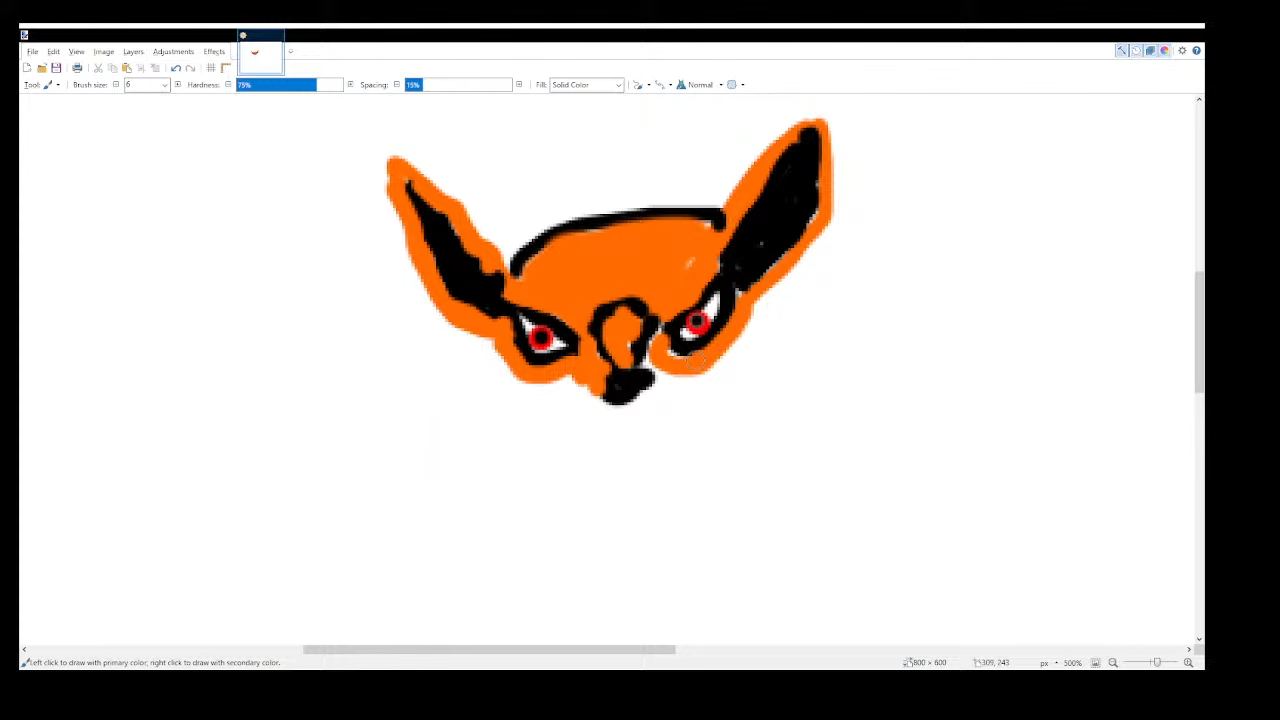 File Edit View Image Layers Adjustments Effects
Tool: Brush size: 6 Hardness: 75% Spacing: 15% Fill: Solid Color Normal
Left click to draw with primary color, right click to draw with secondary color. 800 × 600 309, 243 px 500%